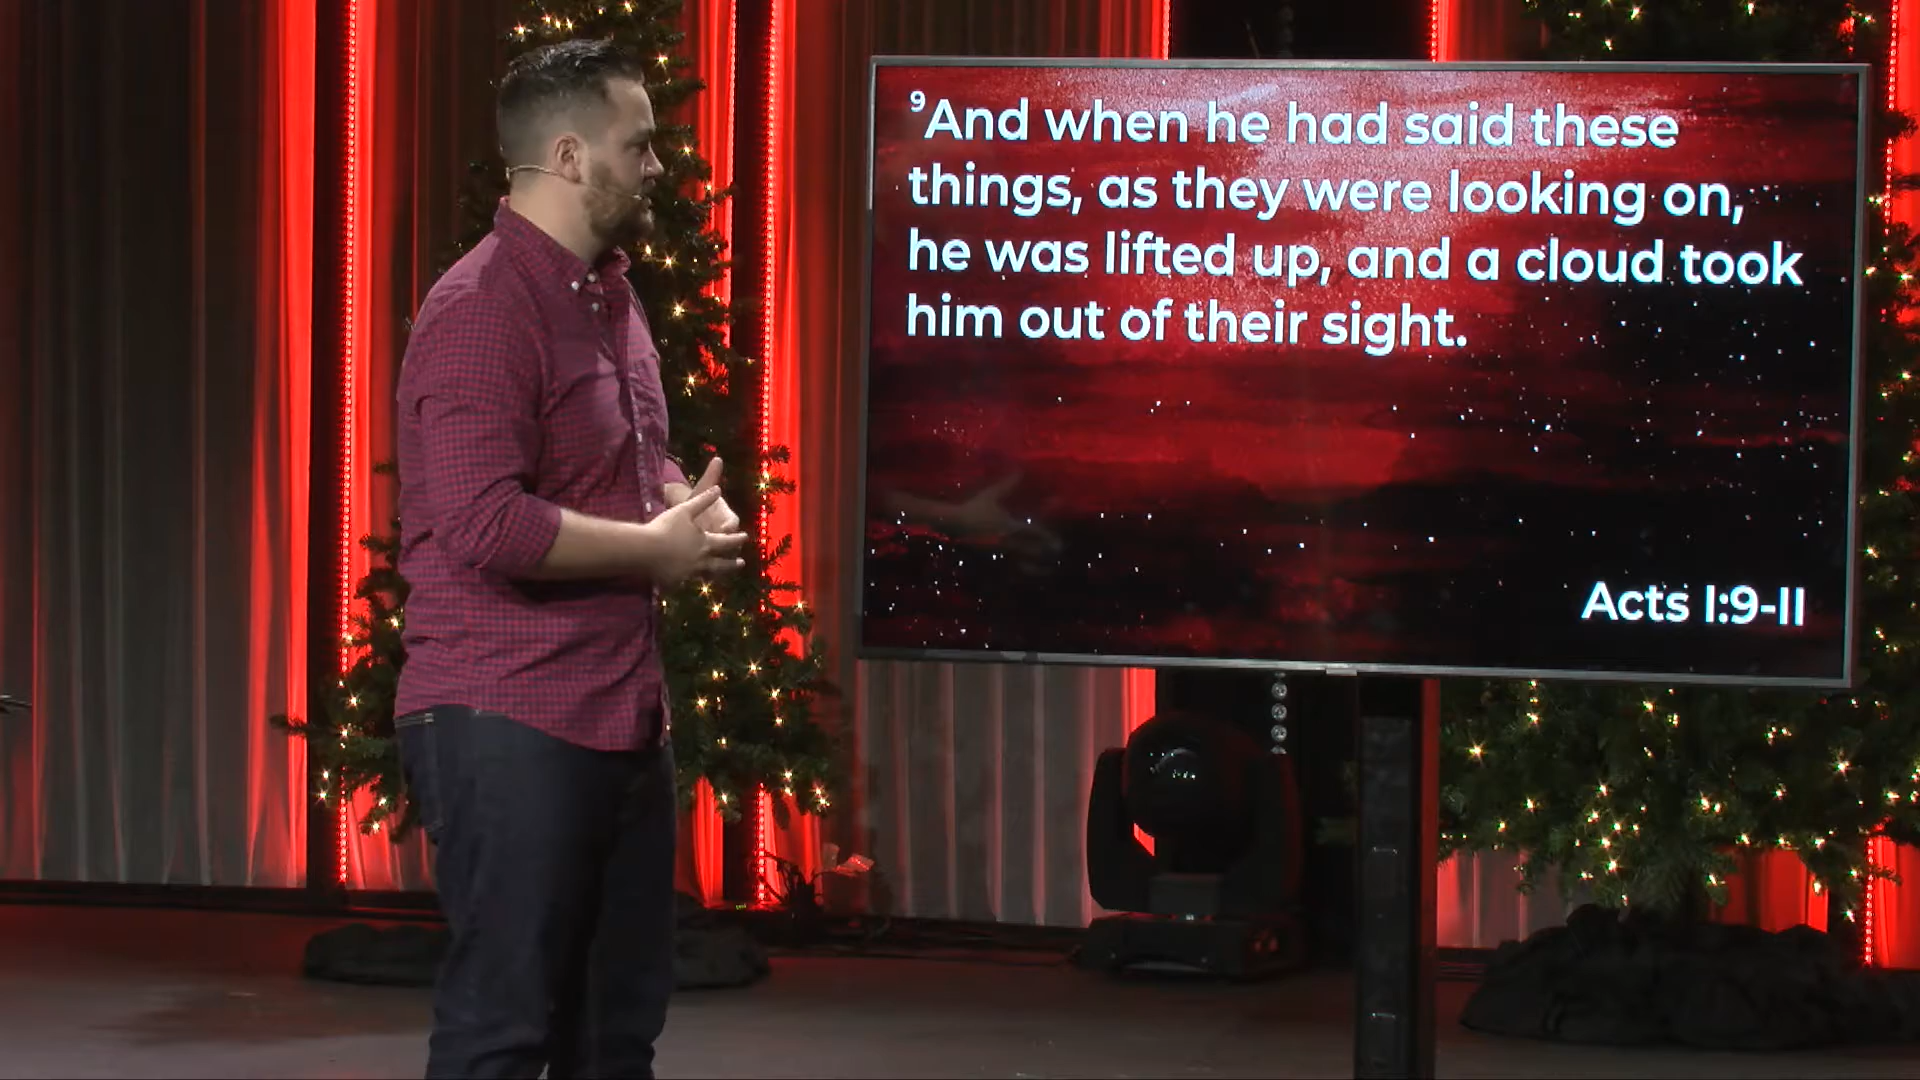 9And when he had said these
things, as they were looking on,
he was lifted up, and a cloud took
him out of their sight.
Acts 1:9-11